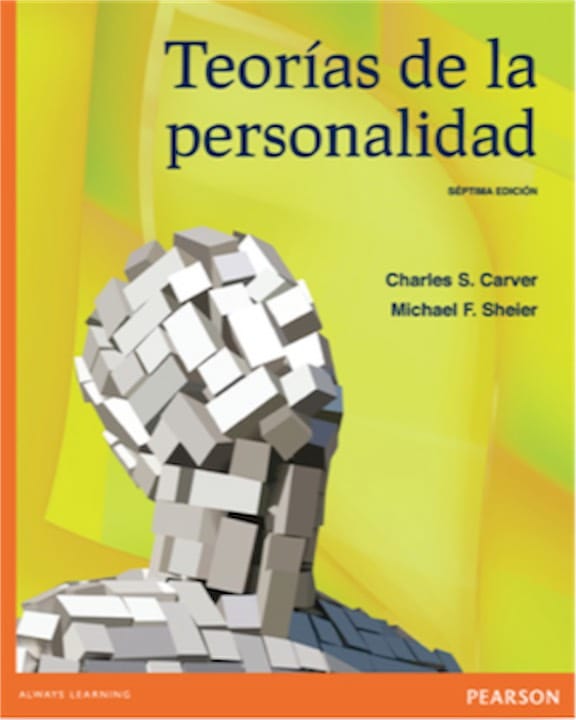 Teorías de la
personalidad
SÉPTIMA EDICIÓN
Charles S. Carver
Michael F. Sheier
ALWAYS LEARNING
PEARSON